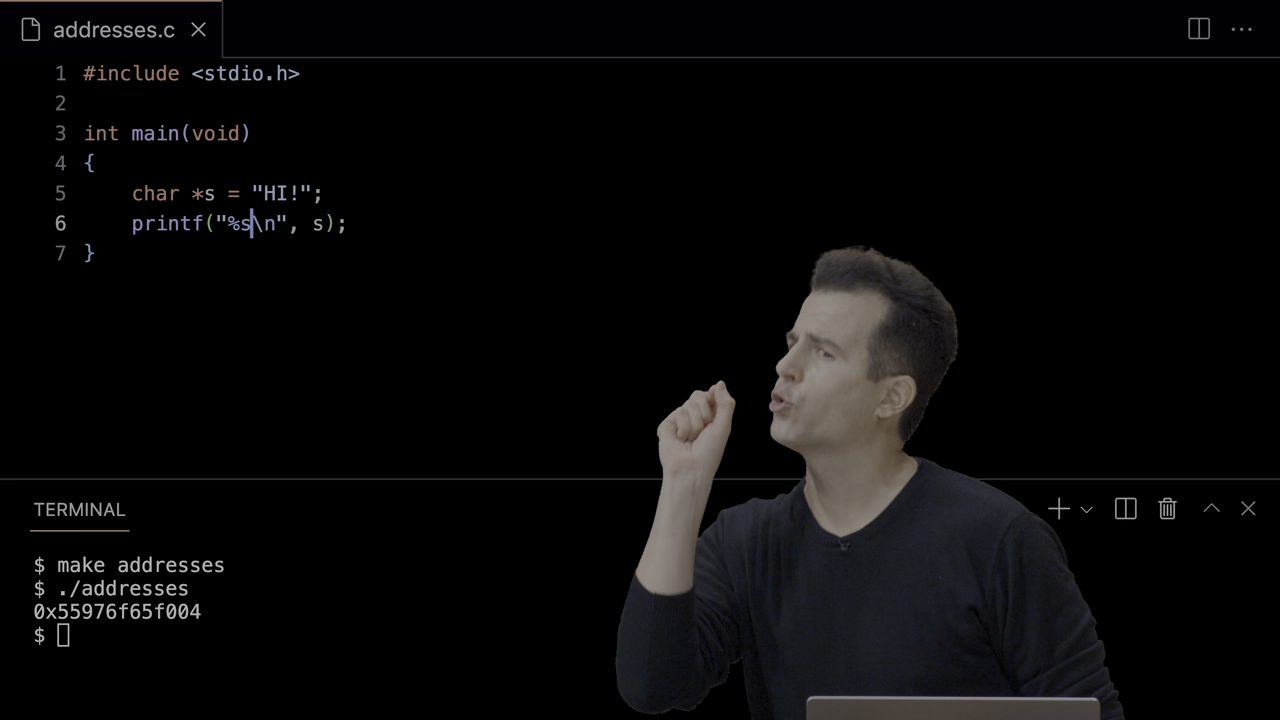 addresses.c
1 #include <stdio.h>
2
3 int main(void)
4 {
5     char *s = "HI!";
6     printf("%s\n", s);
7 }
TERMINAL
$ make addresses
$ ./addresses
0x55976f65f004
$